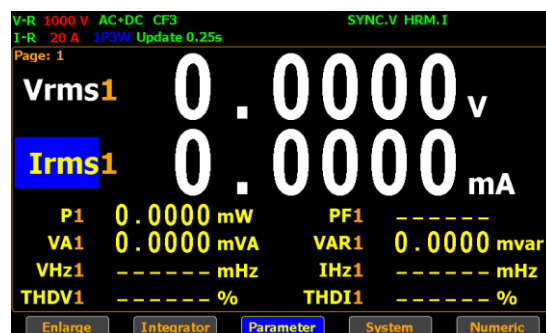 V-R 1000 V AC+DC CF3 SYNC.V HRM.I
I-R 20 A 1P3W Update 0.25s
Page: 1
Vrms1 0.0000 V
Irms1 0.0000 mA
P1 0.0000 mW PF1 ------
VA1 0.0000 mVA VAR1 0.0000 mvar
VHz1 ------ mHz IHz1 ------ mHz
THDV1 ------ % THDI1 ------ %
Enlarge Integrator Parameter System Numeric